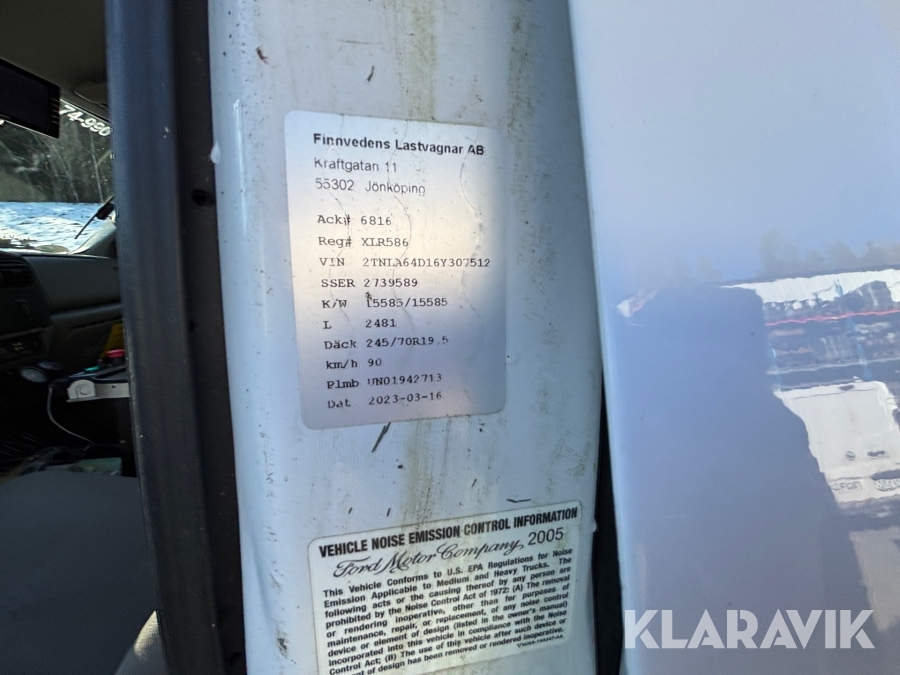 74-990
Finnvedens Lastvagnar AB
Kraftgatan 11
55302 Jönköping
Ack# 6816
Reg# XLR586
VIN 2TNLA64D16Y307512
SSER 2739589
K/W 15585/15585
L 2481
Däck 245/70R19.5
km/h 90
Plmb UN01942713
Dat 2023-03-16
VEHICLE NOISE EMISSION CONTROL INFORMATION
Ford Motor Company, 2005
This Vehicle Conforms to U.S. EPA Regulations for Noise
Emission Applicable to Medium and Heavy Trucks. The
following acts or the causing thereof by any person are
prohibited by the Noise Control Act of 1972: (A) The removal
or rendering inoperative, other than for purposes of
maintenance, repair, or replacement, of any noise control
device or element of design (listed in the owner's manual)
incorporated into this vehicle in compliance with the Noise
Control Act; (B) The use of this vehicle after such device or
element of design has been removed or rendered inoperative.
KLARAVIK